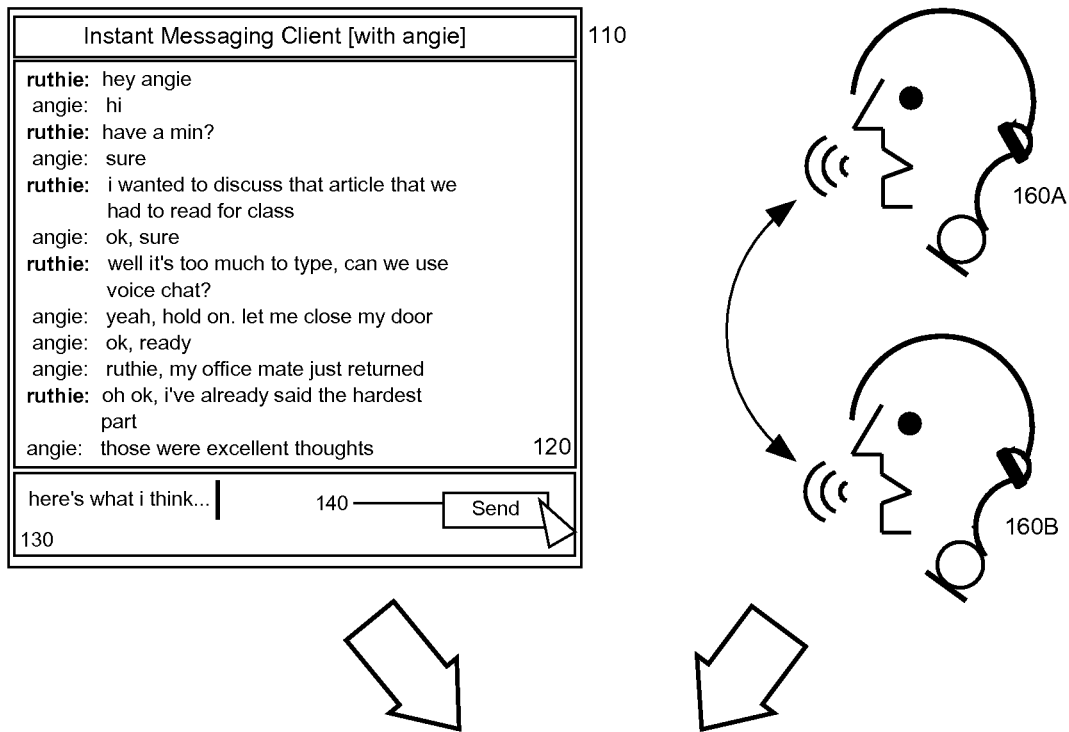 Instant Messaging Client [with angie]
110
ruthie: hey angie
angie: hi
ruthie: have a min?
angie: sure
ruthie: i wanted to discuss that article that we
had to read for class
angie: ok, sure
ruthie: well it's too much to type, can we use
voice chat?
angie: yeah, hold on. let me close my door
angie: ok, ready
angie: ruthie, my office mate just returned
ruthie: oh ok, i've already said the hardest
part
angie: those were excellent thoughts
120
here's what i think...
140
Send
130
160A
160B